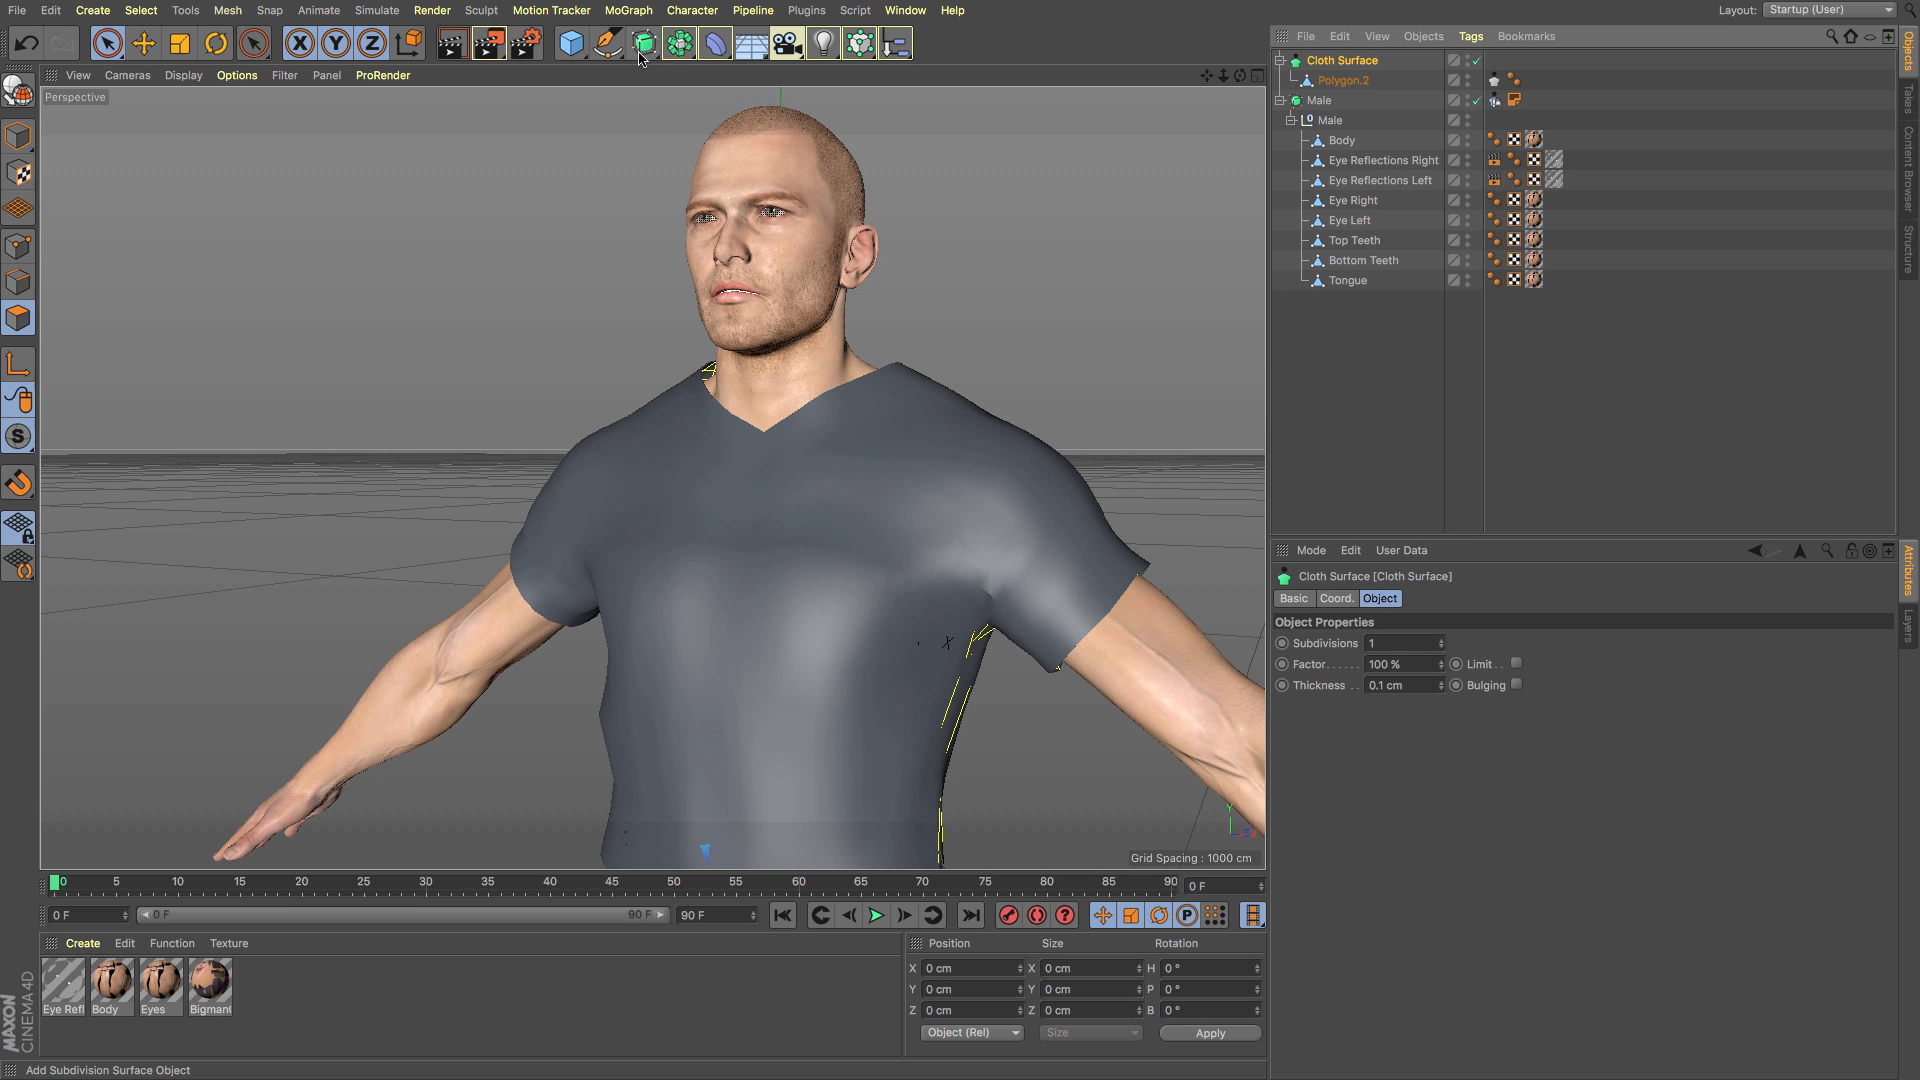 File Edit Create Select Tools Mesh Snap Animate Simulate Render Sculpt Motion Tracker MoGraph Character Pipeline Plugins Script Window Help
Layout: Startup (User)
View Cameras Display Options Filter Panel ProRender
Perspective
Grid Spacing : 1000 cm
File Edit View Objects Tags Bookmarks
Cloth Surface
Polygon.2
Male
Male
Body
Eye Reflections Right
Eye Reflections Left
Eye Right
Eye Left
Top Teeth
Bottom Teeth
Tongue
Objects
Takes
Content Browser
Structure
Mode Edit User Data
Cloth Surface [Cloth Surface]
Basic Coord. Object
Object Properties
Subdivisions 1
Factor...... 100 % Limit..
Thickness .. 0.1 cm Bulging
Attributes
Layers
0 5 10 15 20 25 30 35 40 45 50 55 60 65 70 75 80 85 90 0 F
0 F 0 F 90 F 90 F
Create Edit Function Texture
Eye Refl Body Eyes Bigman
Position Size Rotation
X 0 cm X 0 cm H 0 °
Y 0 cm Y 0 cm P 0 °
Z 0 cm Z 0 cm B 0 °
Object (Rel) Size Apply
MAXON
CINEMA 4D
Add Subdivision Surface Object